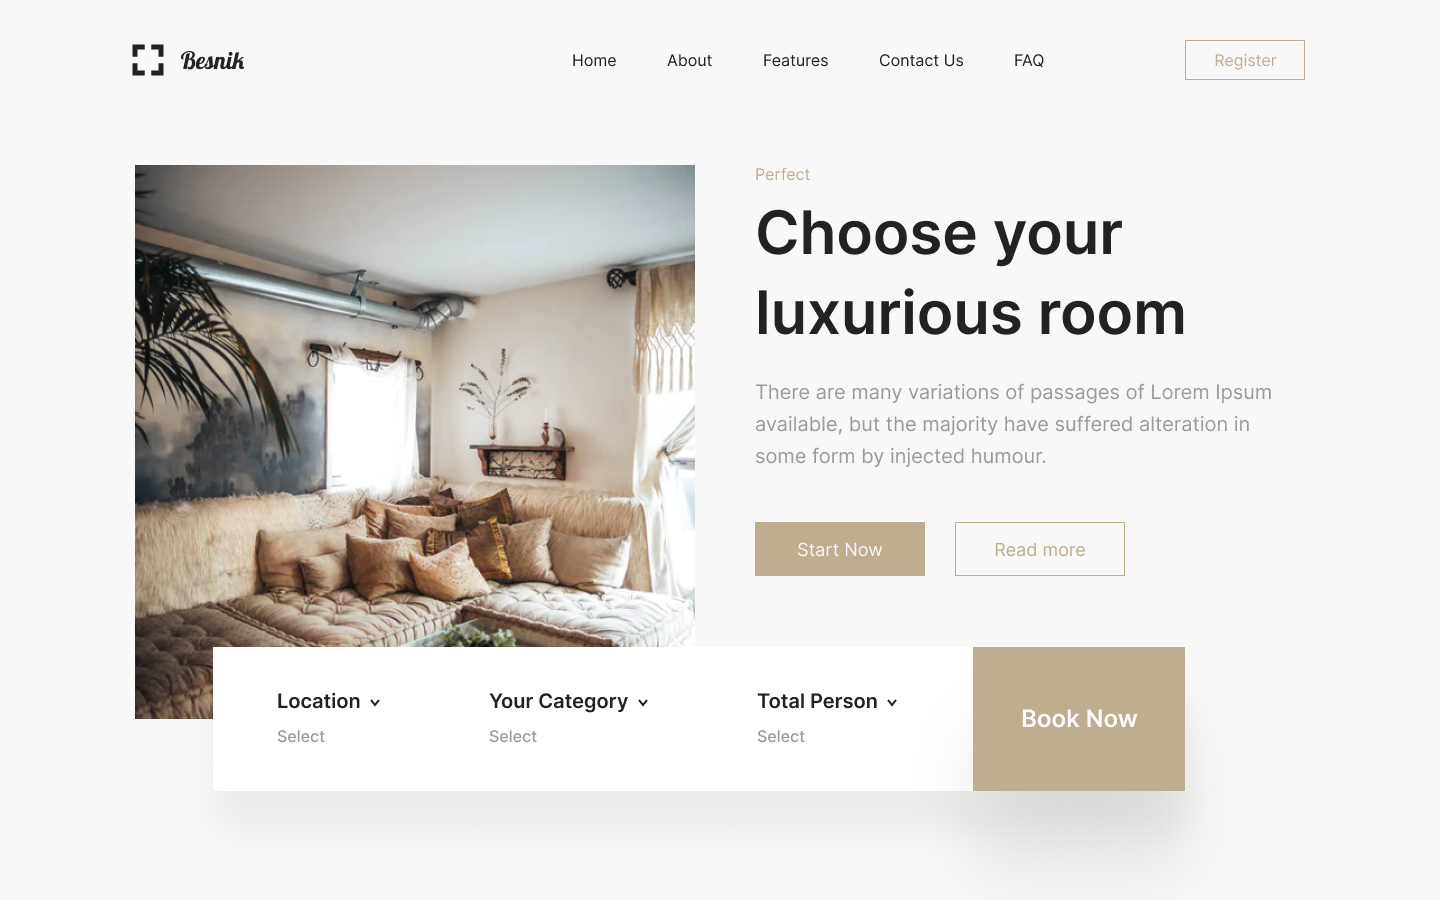 Besnik
Home
About
Features
Contact Us
FAQ
Register
Perfect
Choose your
luxurious room
There are many variations of passages of Lorem Ipsum
available, but the majority have suffered alteration in
some form by injected humour.
Start Now
Read more
Location
Select
Your Category
Select
Total Person
Select
Book Now